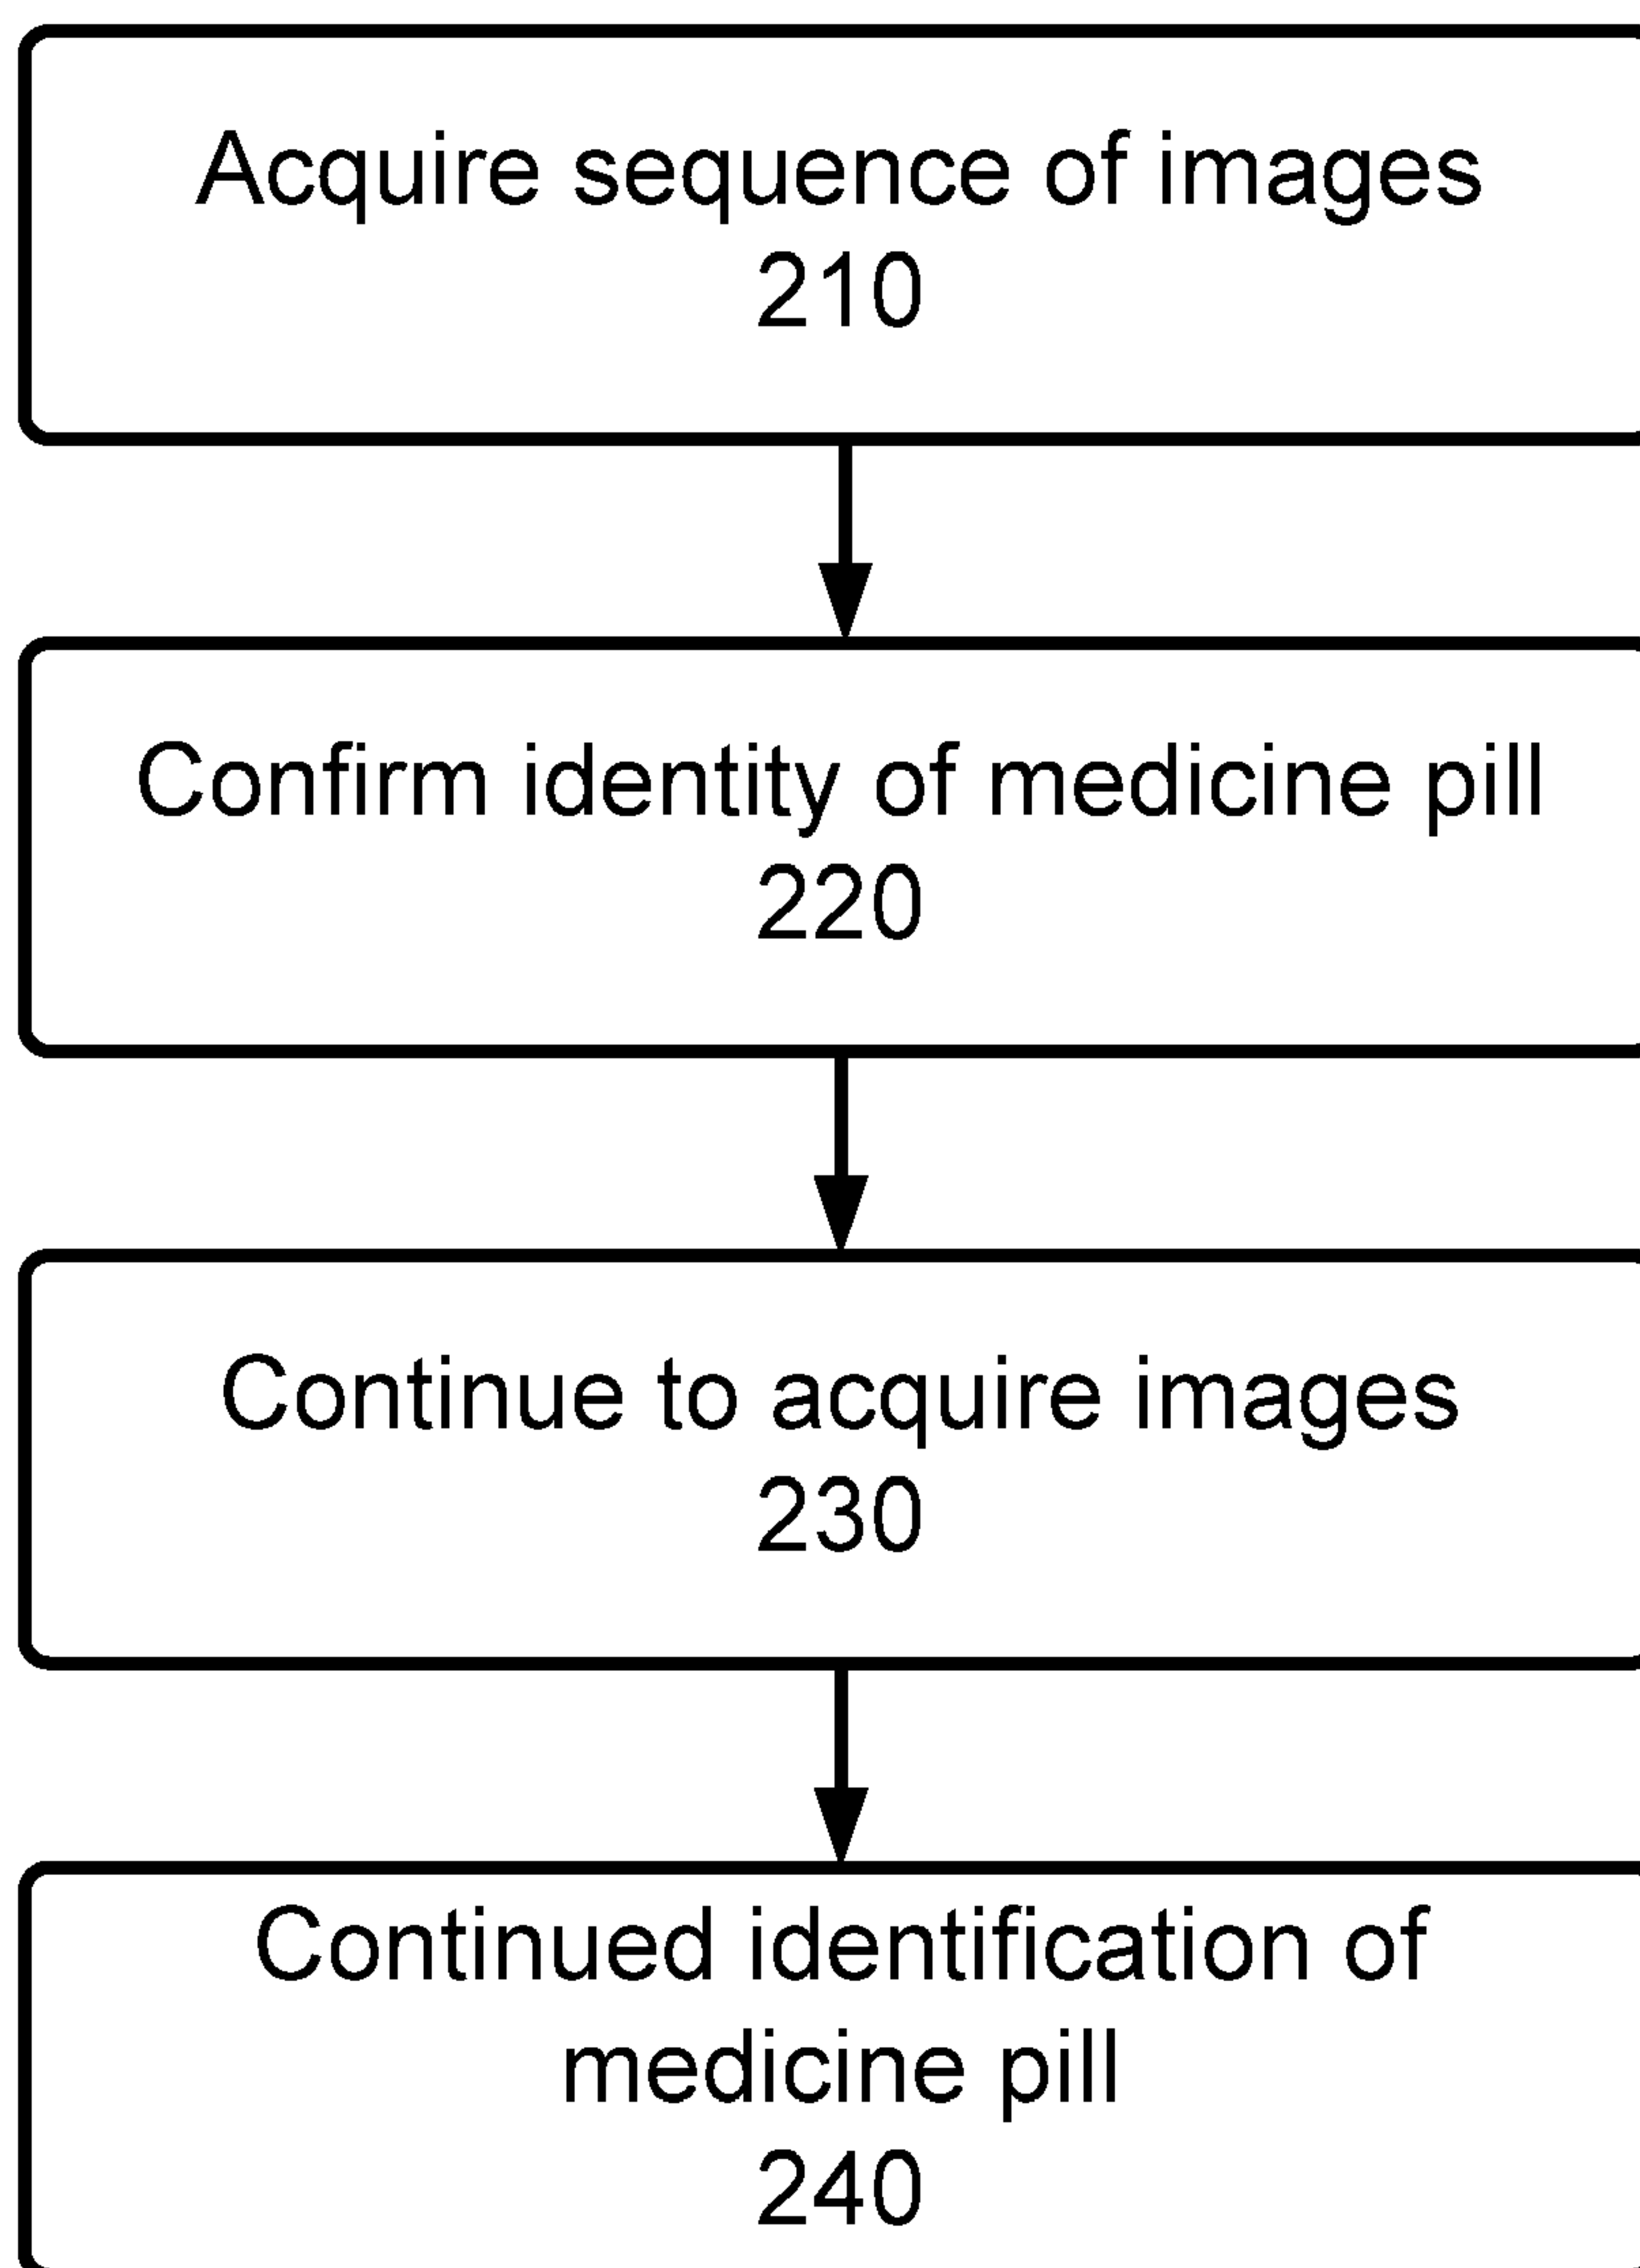 Acquire sequence of images
210
Confirm identity of medicine pill
220
Continue to acquire images
230
Continued identification of
medicine pill
240